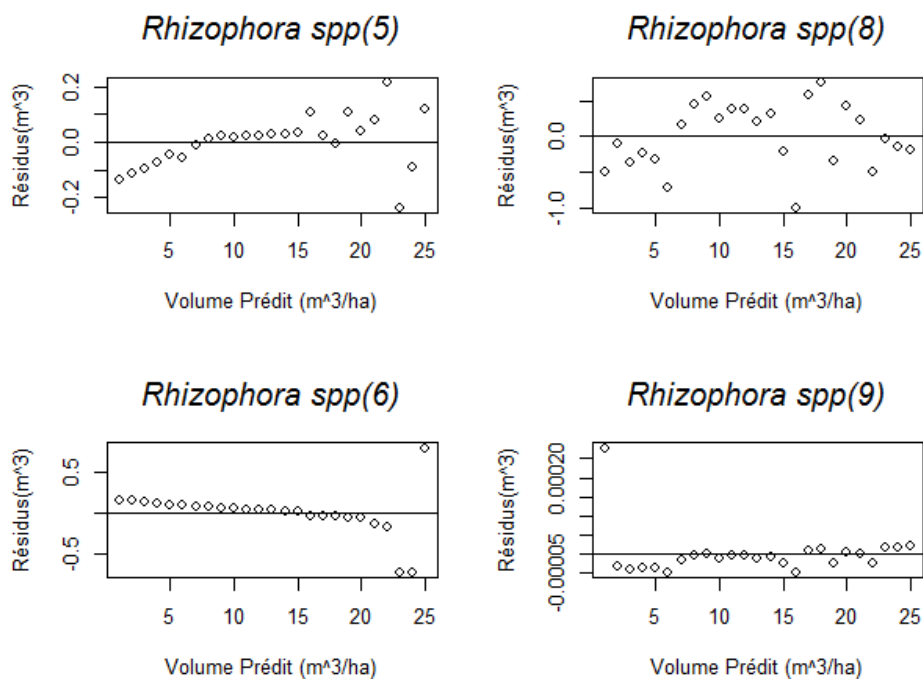 Rhizophora spp(5)
Résidus(m^3)
0.2
0.0
-0.2
5 10 15 20 25
Volume Prédit (m^3/ha)
Rhizophora spp(8)
Résidus(m^3)
0.0
-1.0
5 10 15 20 25
Volume Prédit (m^3/ha)
Rhizophora spp(6)
Résidus(m^3)
0.5
-0.5
5 10 15 20 25
Volume Prédit (m^3/ha)
Rhizophora spp(9)
Résidus(m^3)
0.00020
-0.00005
5 10 15 20 25
Volume Prédit (m^3/ha)